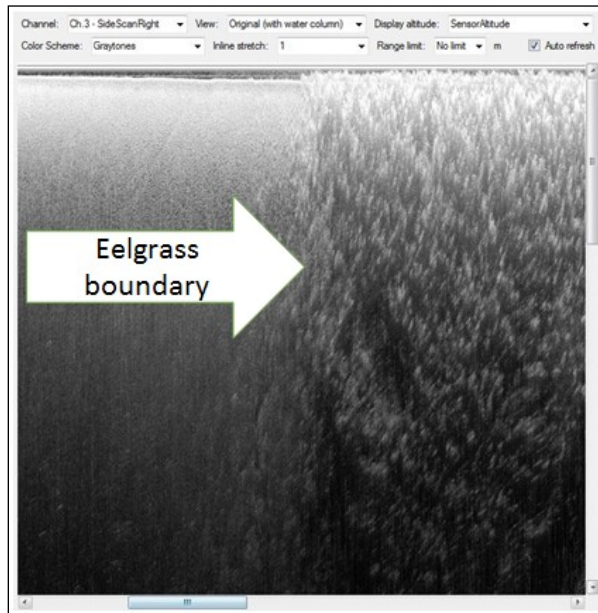 Channel: Ch.3 - SideScanRight View: Original (with water column) Display altitude: SensorAltitude
Color Scheme: Graytones Inline stretch: 1 Range limit: No limit m Auto refresh
Eelgrass
boundary